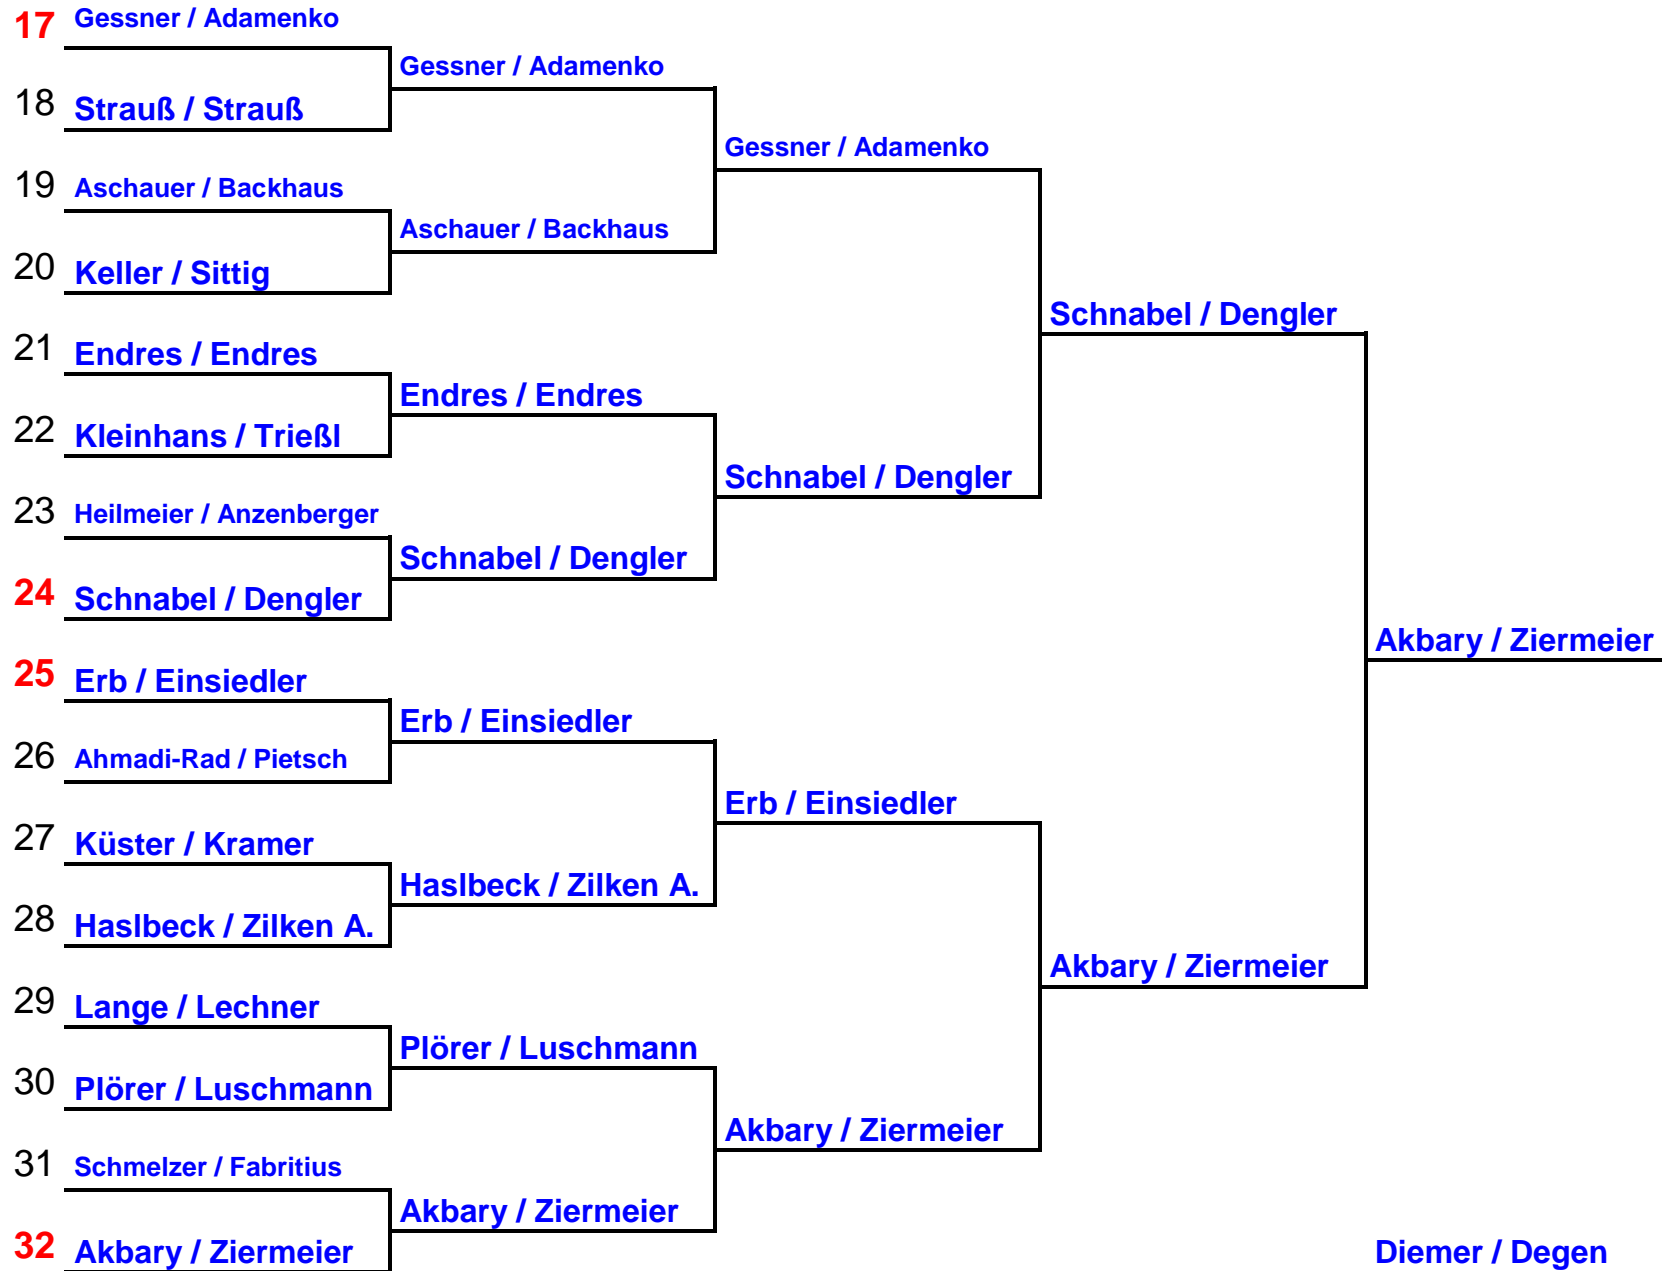 17 Gessner / Adamenko
Gessner / Adamenko
18 Strauß / Strauß
Gessner / Adamenko
19 Aschauer / Backhaus
Aschauer / Backhaus
20 Keller / Sittig
Schnabel / Dengler
21 Endres / Endres
Endres / Endres
22 Kleinhans / Trießl
Schnabel / Dengler
23 Heilmeier / Anzenberger
Schnabel / Dengler
24 Schnabel / Dengler
Akbary / Ziermeier
25 Erb / Einsiedler
Erb / Einsiedler
26 Ahmadi-Rad / Pietsch
Erb / Einsiedler
27 Küster / Kramer
Haslbeck / Zilken A.
28 Haslbeck / Zilken A.
Akbary / Ziermeier
29 Lange / Lechner
Plörer / Luschmann
30 Plörer / Luschmann
Akbary / Ziermeier
31 Schmelzer / Fabritius
Akbary / Ziermeier
32 Akbary / Ziermeier
Diemer / Degen